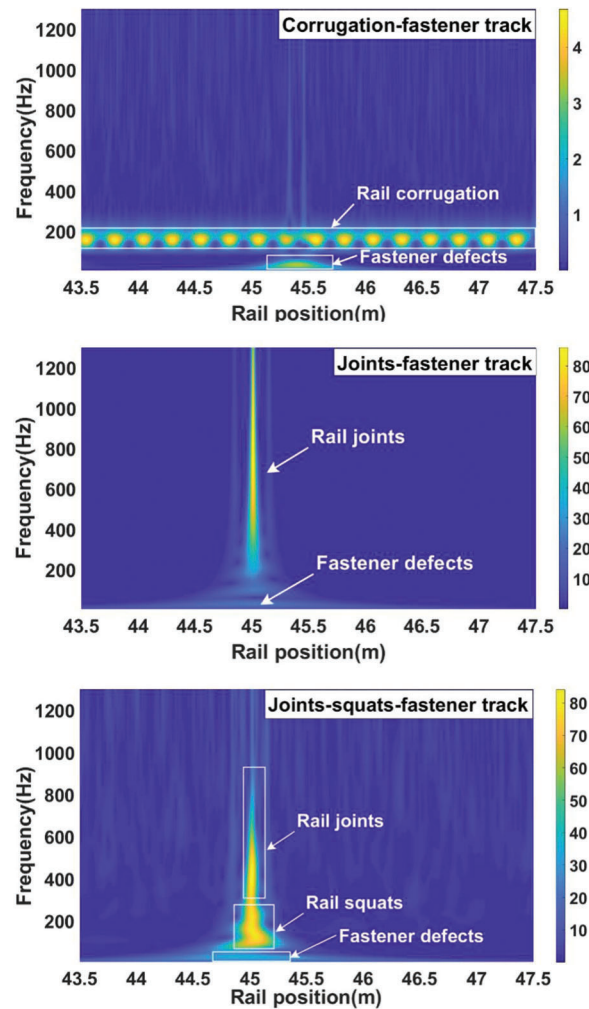 Corrugation-fastener track
Frequency(Hz)
1200
1000
800
600
400
200
Rail corrugation
Fastener defects
43.5 44 44.5 45 45.5 46 46.5 47 47.5
Rail position(m)
4
3
2
1
Joints-fastener track
Frequency(Hz)
1200
1000
800
600
400
200
Rail joints
Fastener defects
43.5 44 44.5 45 45.5 46 46.5 47 47.5
Rail position(m)
80
70
60
50
40
30
20
10
Joints-squats-fastener track
Frequency(Hz)
1200
1000
800
600
400
200
Rail joints
Rail squats
Fastener defects
43.5 44 44.5 45 45.5 46 46.5 47 47.5
Rail position(m)
80
70
60
50
40
30
20
10
0